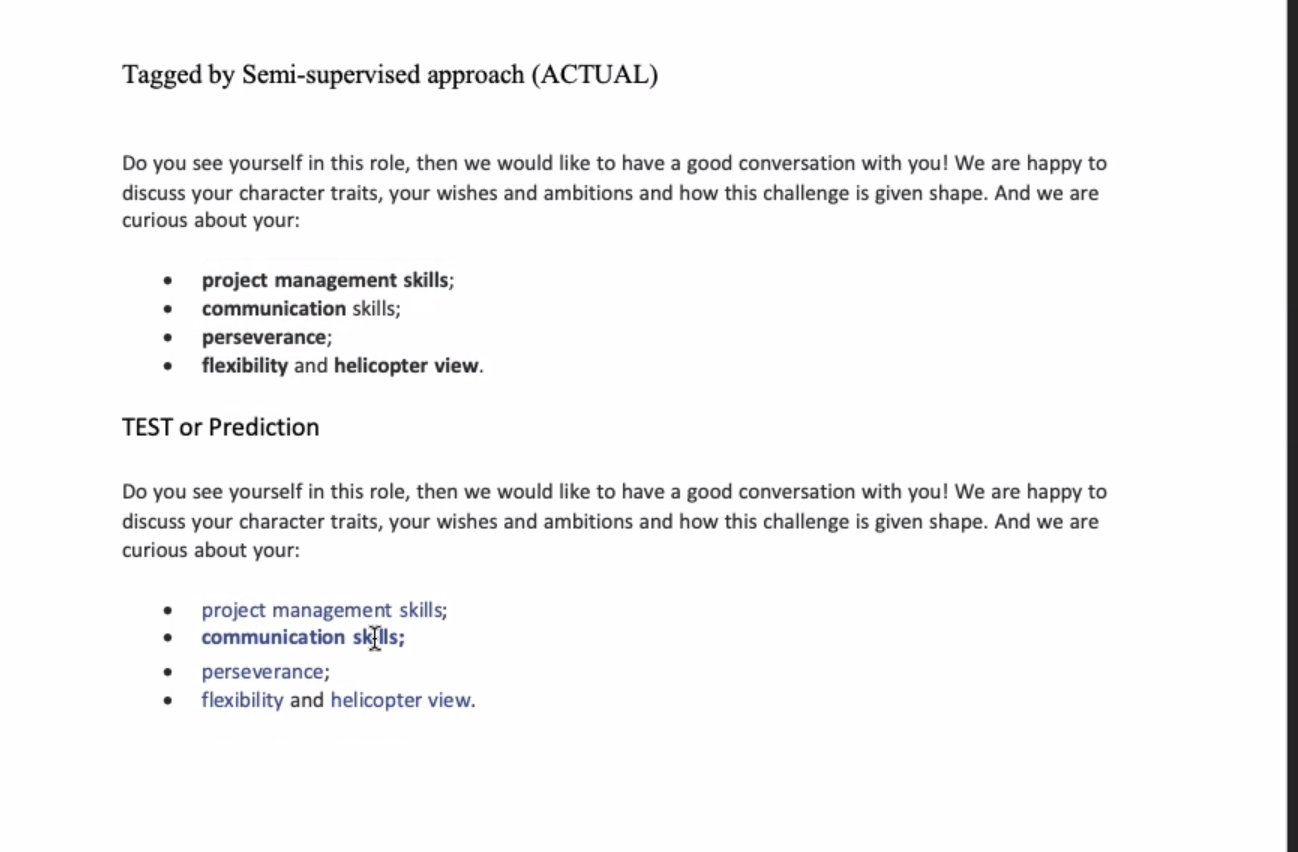 Tagged by Semi-supervised approach (ACTUAL)
Do you see yourself in this role, then we would like to have a good conversation with you! We are happy to
discuss your character traits, your wishes and ambitions and how this challenge is given shape. And we are
curious about your:
• project management skills;
• communication skills;
• perseverance;
• flexibility and helicopter view.
TEST or Prediction
Do you see yourself in this role, then we would like to have a good conversation with you! We are happy to
discuss your character traits, your wishes and ambitions and how this challenge is given shape. And we are
curious about your:
• project management skills;
• communication skills;
• perseverance;
• flexibility and helicopter view.